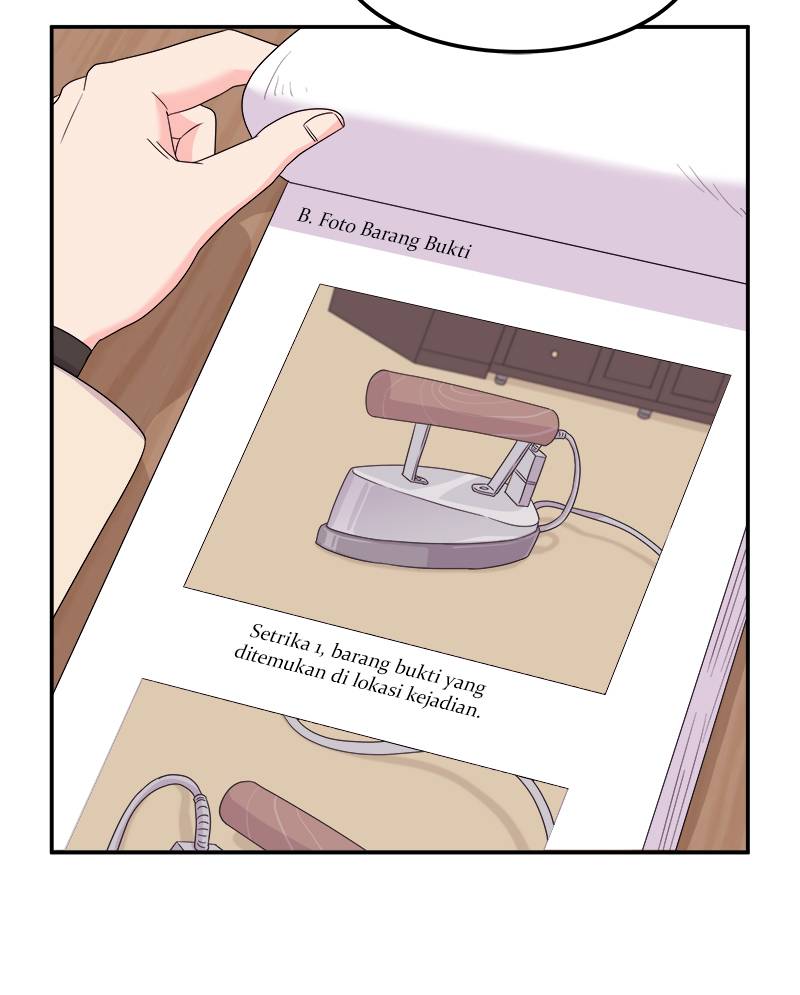 B. Foto Barang Bukti
Setrika 1, barang bukti yang
ditemukan di lokasi kejadian.